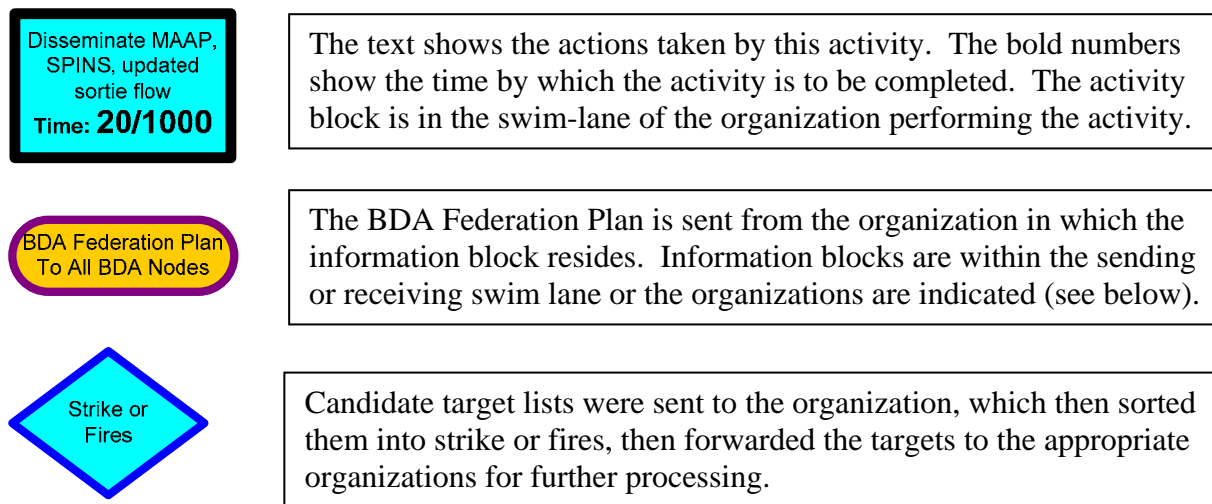 Disseminate MAAP,
SPINS, updated
sortie flow
Time: 20/1000
The text shows the actions taken by this activity.  The bold numbers
show the time by which the activity is to be completed.  The activity
block is in the swim-lane of the organization performing the activity.
BDA Federation Plan
To All BDA Nodes
The BDA Federation Plan is sent from the organization in which the
information block resides.  Information blocks are within the sending
or receiving swim lane or the organizations are indicated (see below).
Strike or
Fires
Candidate target lists were sent to the organization, which then sorted
them into strike or fires, then forwarded the targets to the appropriate
organizations for further processing.